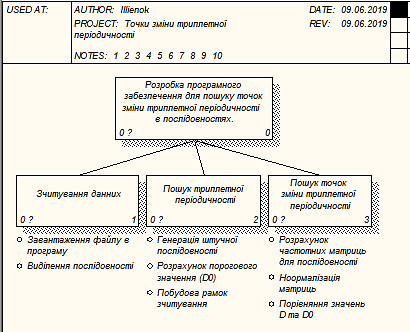 USED AT: AUTHOR: Illienok DATE: 09.06.2019
PROJECT: Точки зміни триплетної REV: 09.06.2019
періодичності
NOTES: 1 2 3 4 5 6 7 8 9 10
Розробка програмного
забезпечення для пошуку точок
зміни триплетної періодичності
в послідовностях.
0 ? 0
Зчитування данних
0 ? 1
Пошук триплетної
періодичності
0 ? 2
Пошук точок
зміни триплетної
періодичності
0 ? 3
Завантаження файлу в
програму
Виділення послідовності
Генерація штучної
послідовності
Розрахунок порогового
значення (D0)
Побудова рамок
зчитування
Розрахунок
частотних матриць
для послідовності
Ноормалізація
матриць
Порівняння значень
D та D0